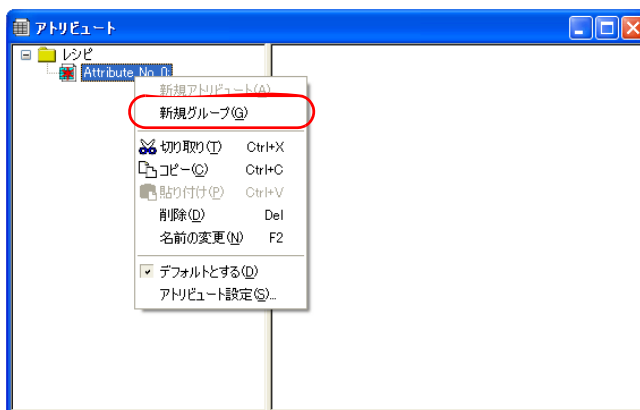 アトリビュート
レシピ
Attribute_No_0:
新規アトリビュート(A)
新規グループ(G)
切り取り(T) Ctrl+X
コピー(C) Ctrl+C
貼り付け(P) Ctrl+V
削除(D) Del
名前の変更(N) F2
デフォルトとする(D)
アトリビュート設定(S)...